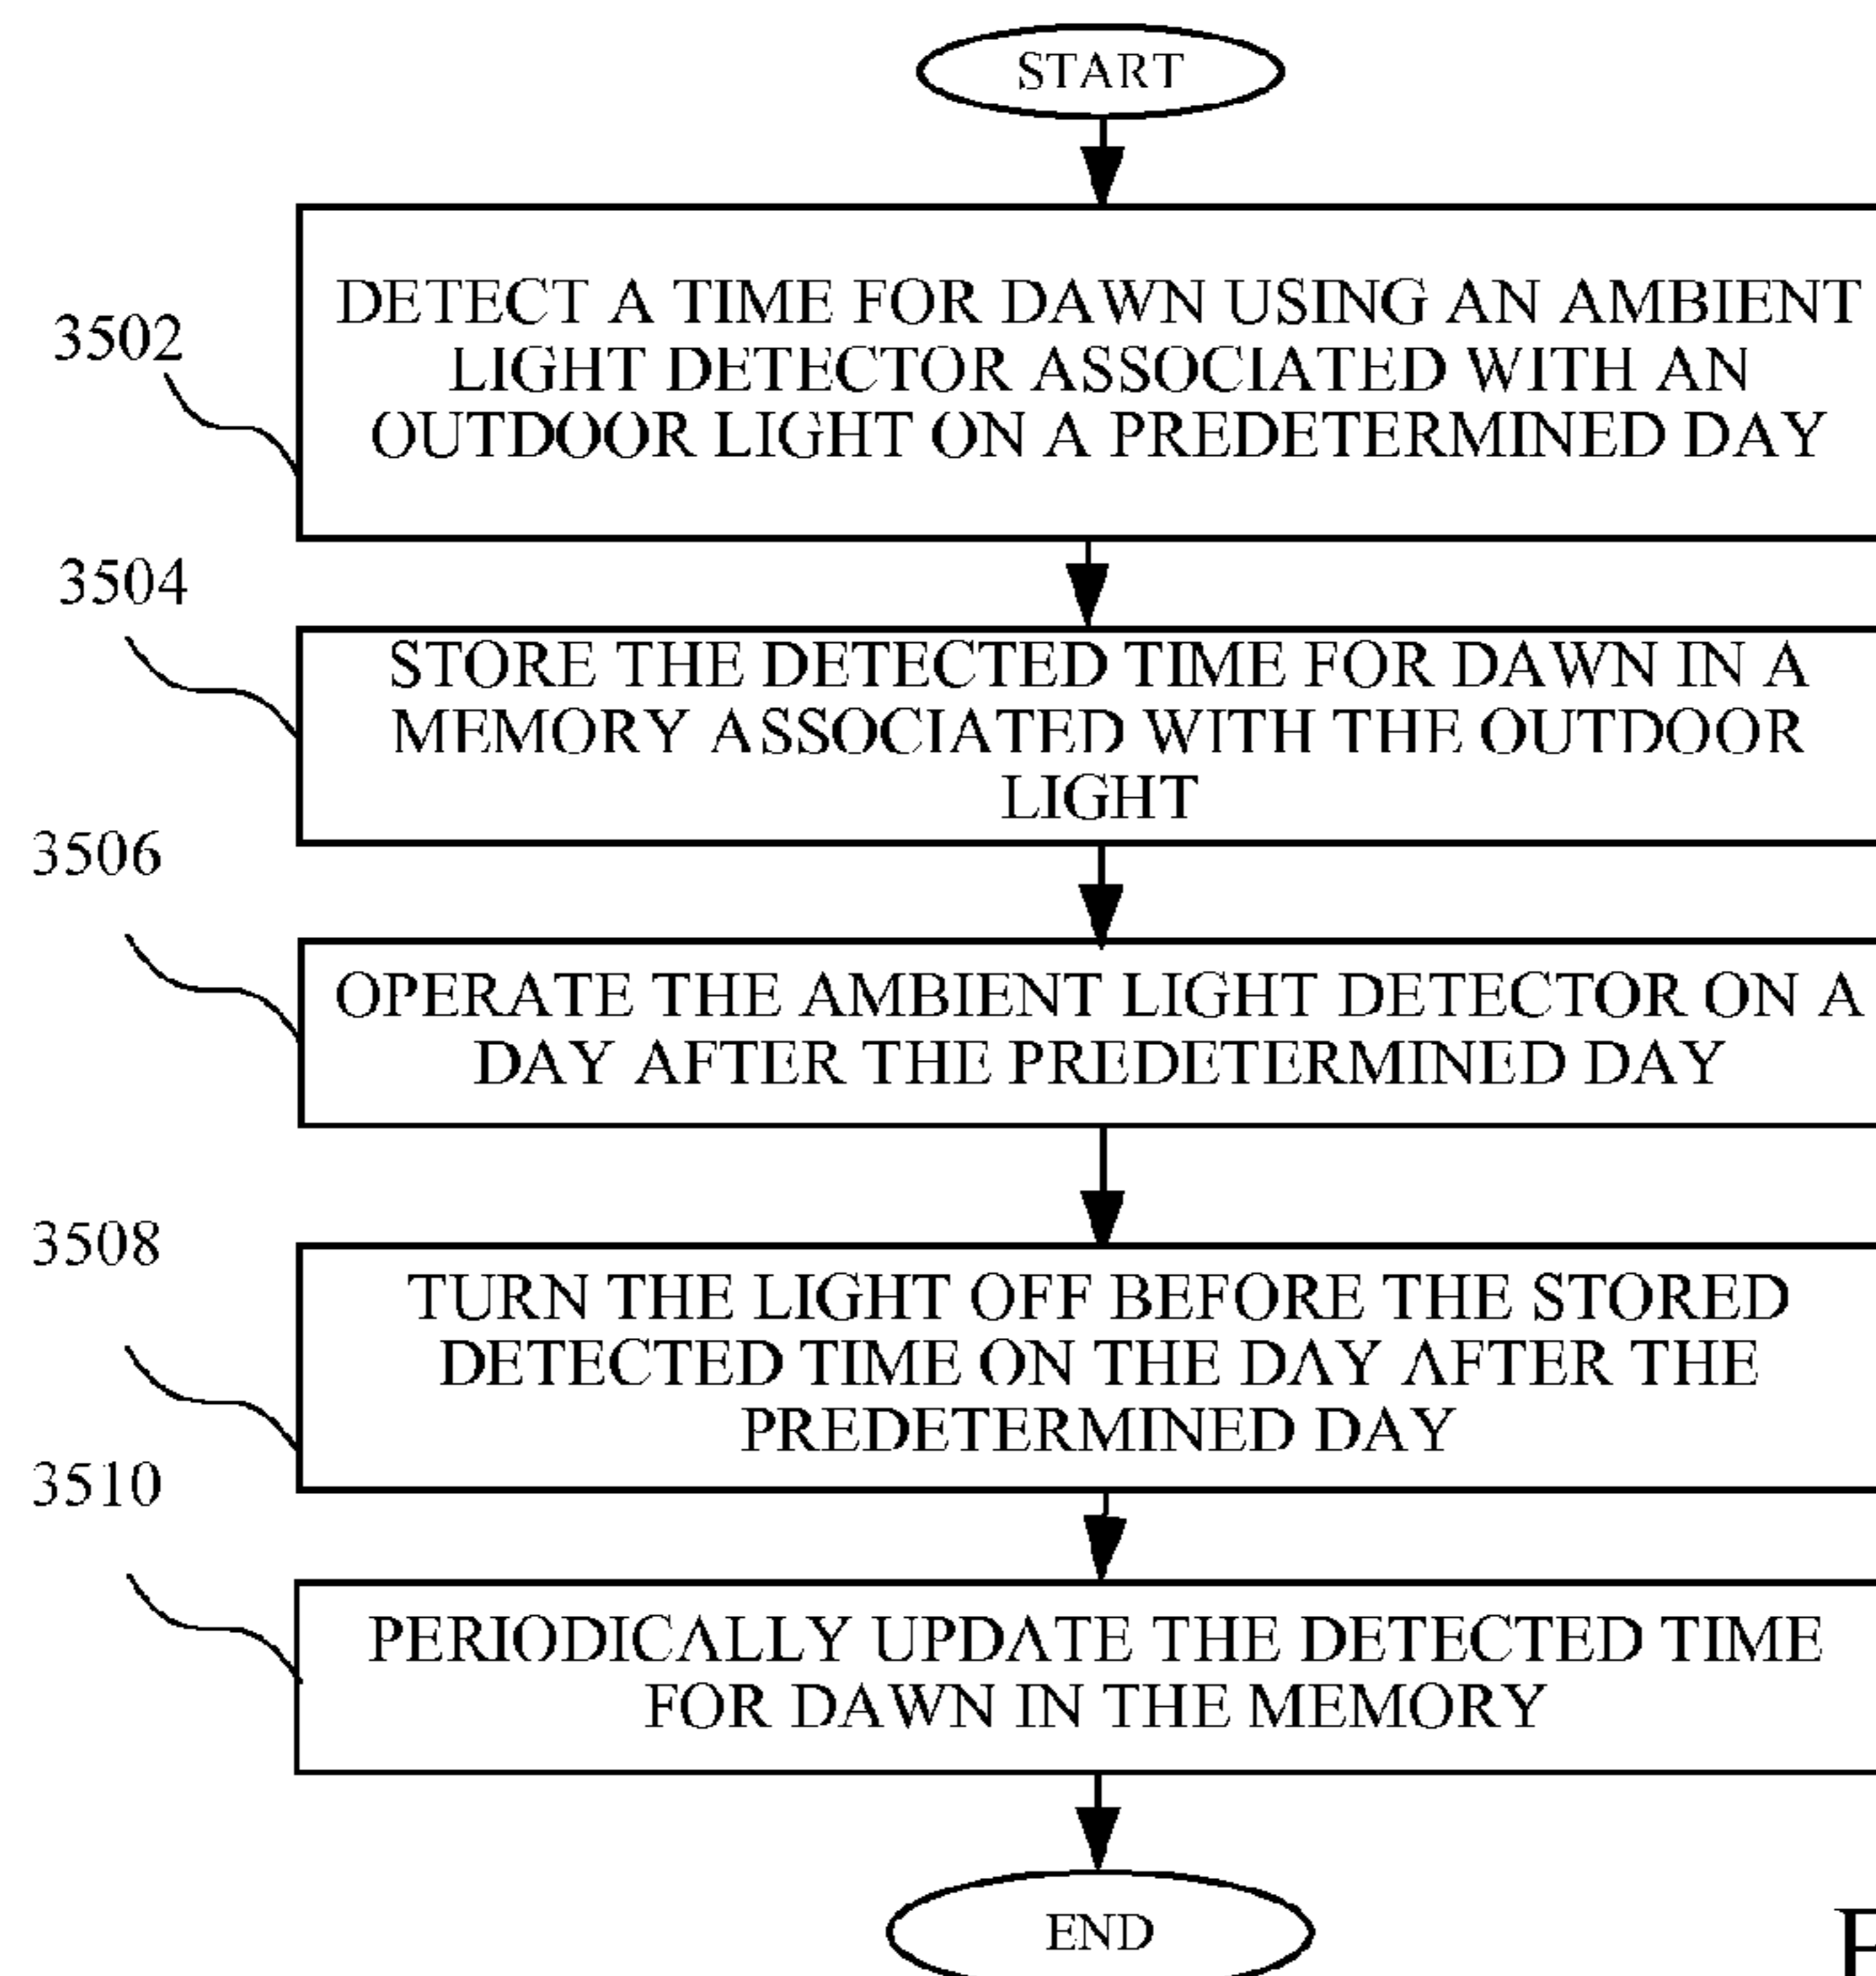 START
3502
DETECT A TIME FOR DAWN USING AN AMBIENT
LIGHT DETECTOR ASSOCIATED WITH AN
OUTDOOR LIGHT ON A PREDETERMINED DAY
3504
STORE THE DETECTED TIME FOR DAWN IN A
MEMORY ASSOCIATED WITH THE OUTDOOR
LIGHT
3506
OPERATE THE AMBIENT LIGHT DETECTOR ON A
DAY AFTER THE PREDETERMINED DAY
3508
TURN THE LIGHT OFF BEFORE THE STORED
DETECTED TIME ON THE DAY AFTER THE
PREDETERMINED DAY
3510
PERIODICALLY UPDATE THE DETECTED TIME
FOR DAWN IN THE MEMORY
END